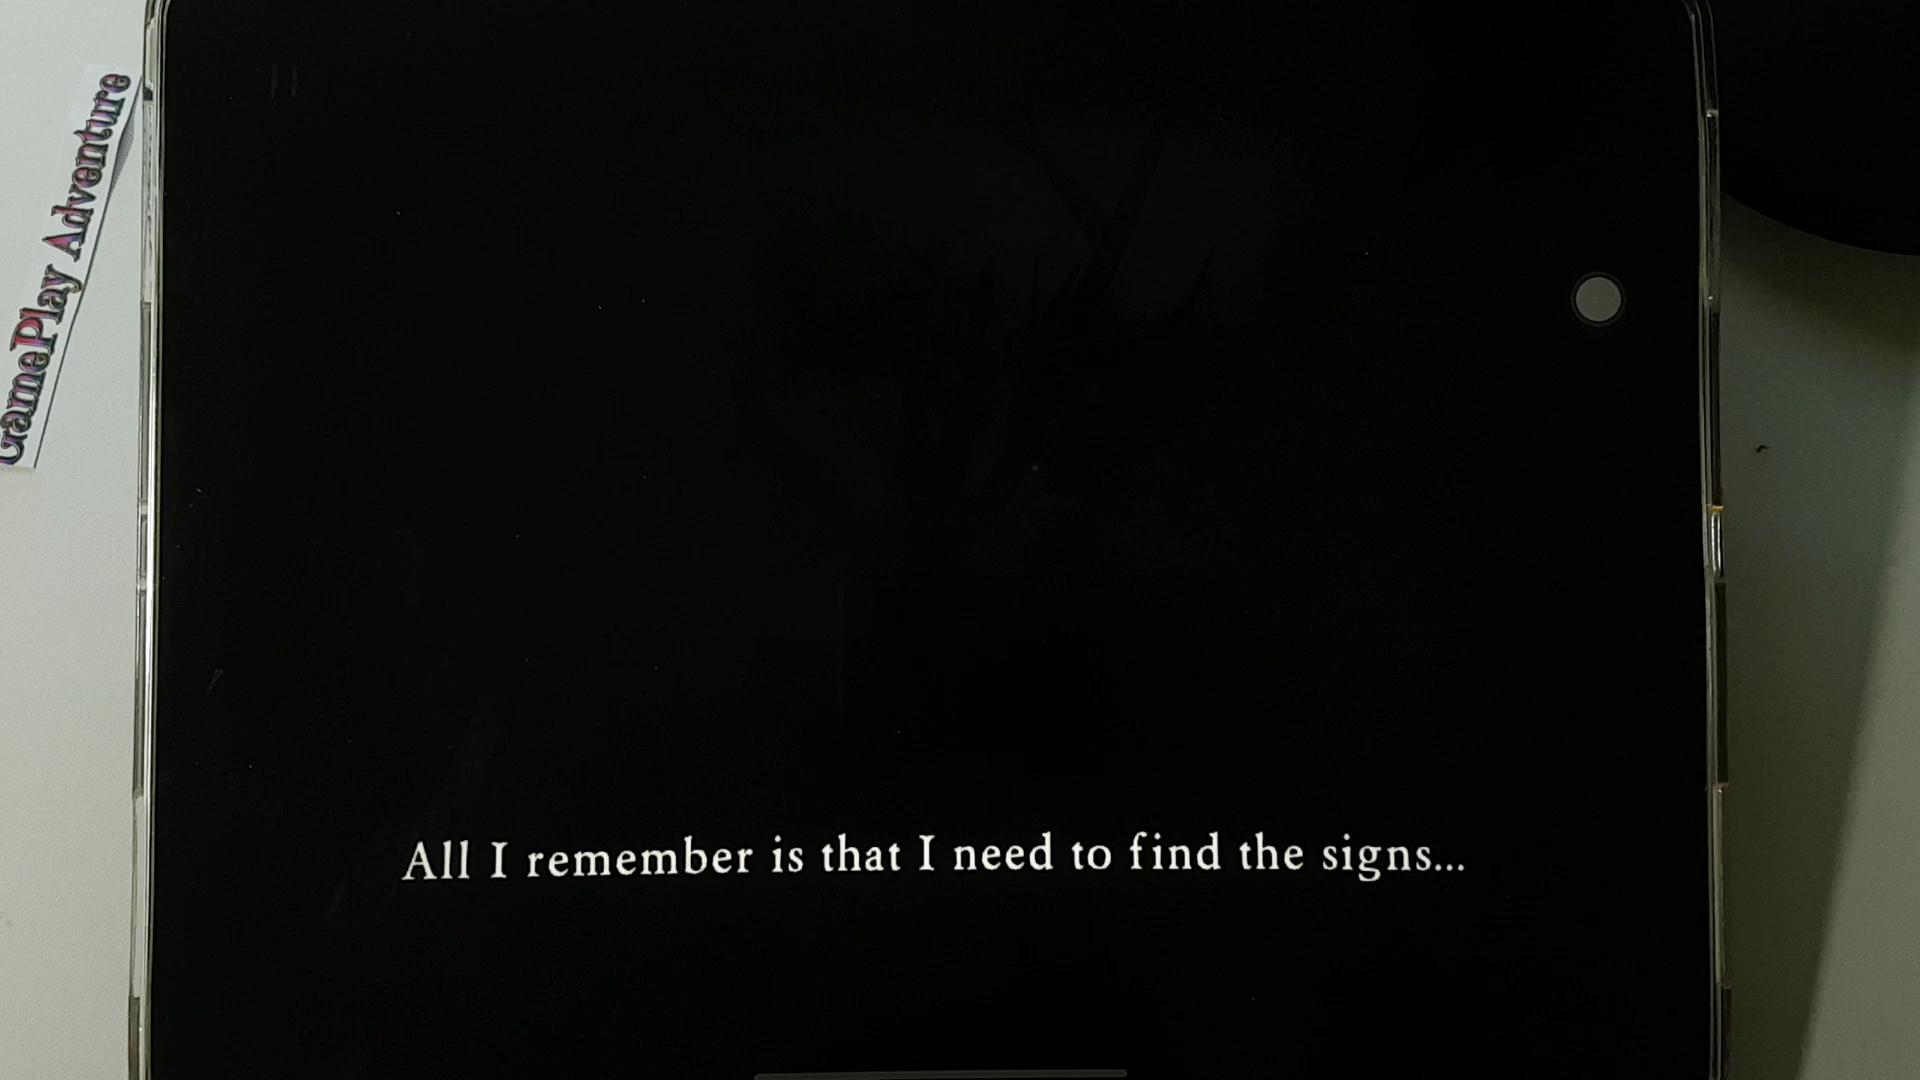 GamePlay Adventure
All I remember is that I need to find the signs...